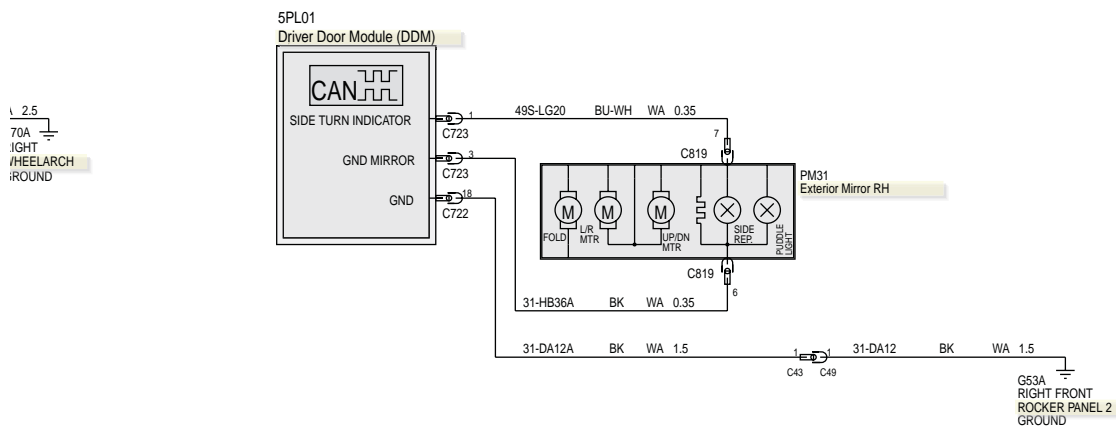 5PL01
Driver Door Module (DDM)
CAN
SIDE TURN INDICATOR
1
C723
GND MIRROR
3
C723
GND
18
C722
49S-LG20 BU-WH WA 0.35
7
C819
PM31
Exterior Mirror RH
M
M
M
FOLD
L/R
MTR
UP/DN
MTR
SIDE
REP.
PUDDLE
LIGHT
C819
6
31-HB36A BK WA 0.35
31-DA12A BK WA 1.5
1
1
C43
C49
31-DA12 BK WA 1.5
G53A
RIGHT FRONT
ROCKER PANEL 2
GROUND
2.5
70A